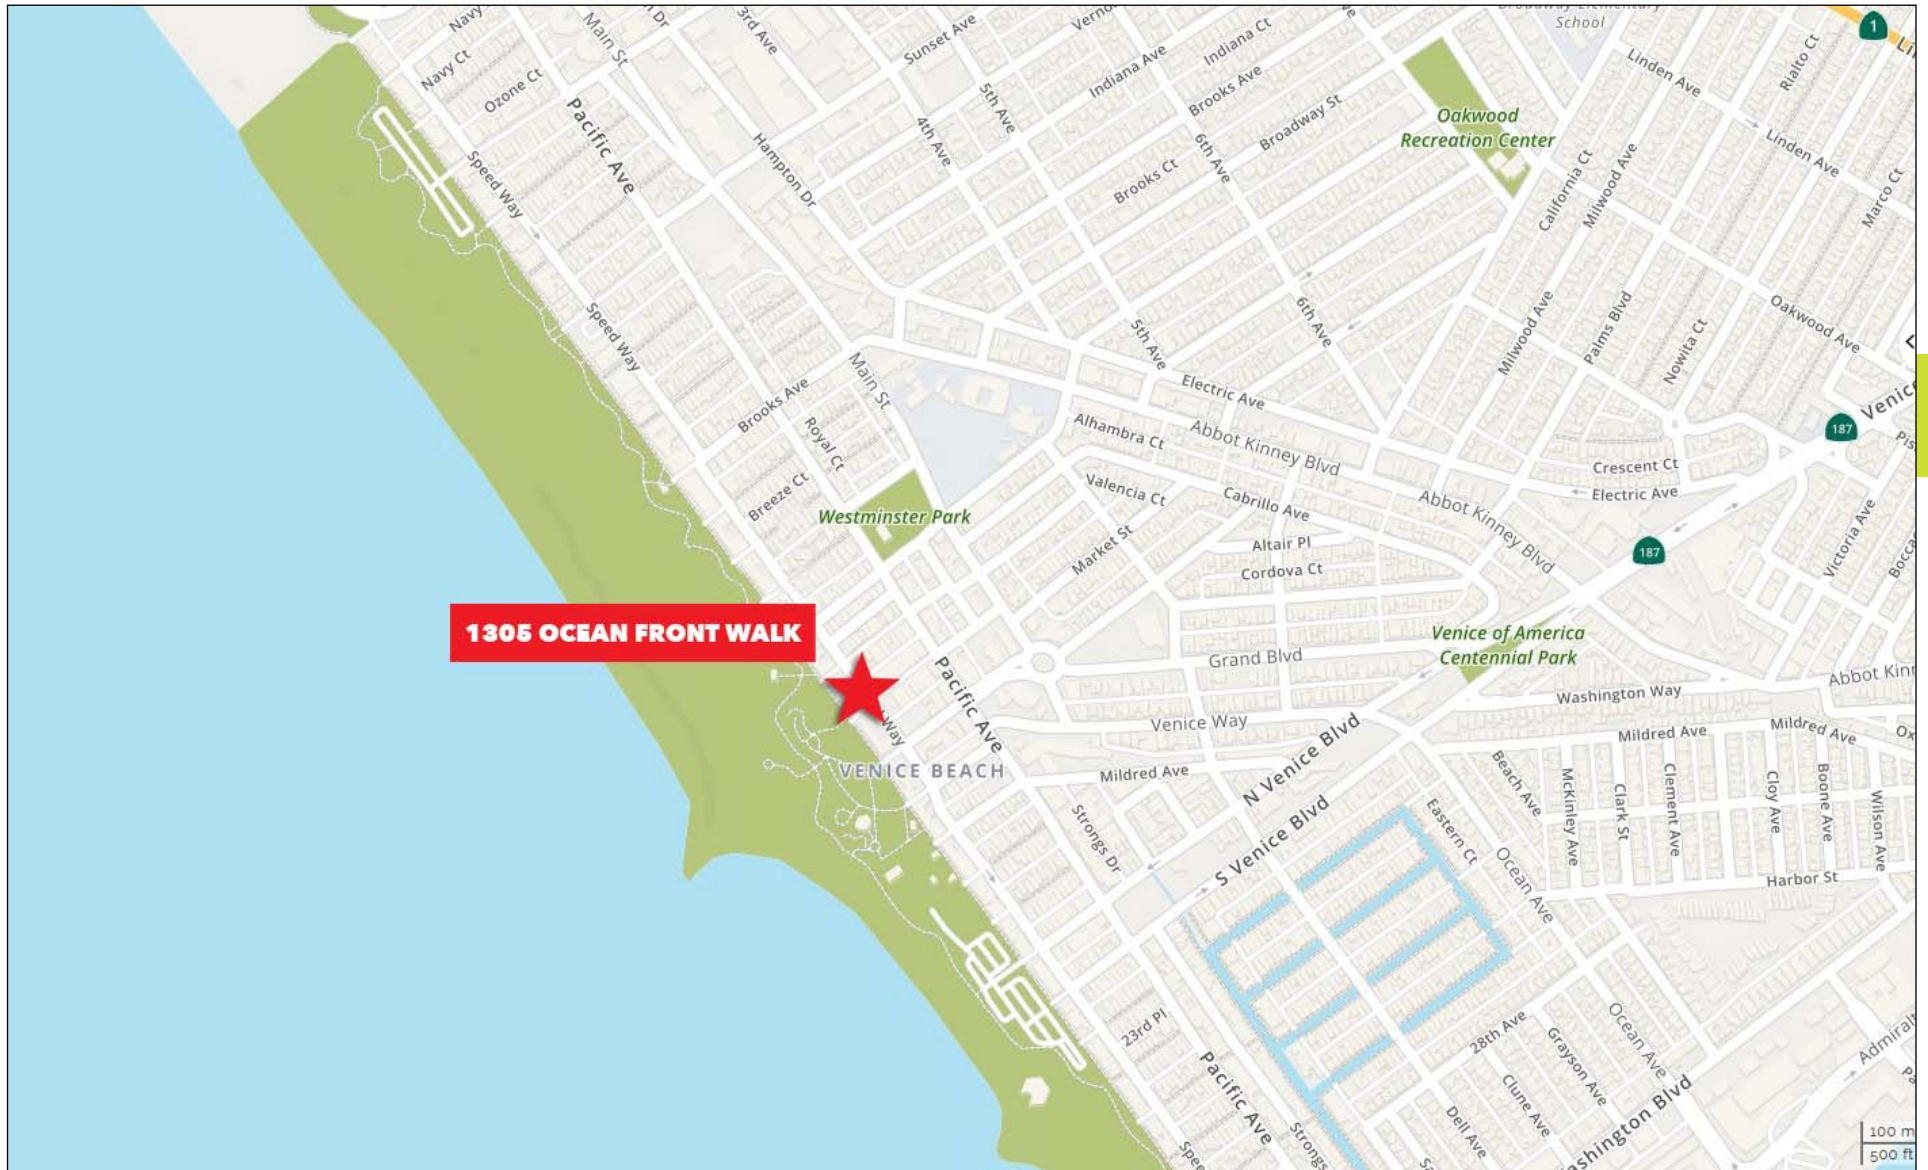 Navy
Dr
3rd Ave
Sunset Ave
Indiana Ct
School
1
Main St
Navy Ct
Ozone Ct
Indiana Ave
Brooks Ave
Linden Ave
Rialto Ct
Pacific Ave
5th Ave
4th Ave
Broadway St
Oakwood
Recreation Center
Linden Ave
Hampton Dr
6th Ave
Speed Way
Brooks Ct
California Ct
Milwood Ave
Marco Ct
Speed Way
5th Ave
6th Ave
Milwood Ave
Palms Blvd
Nowita Ct
Oakwood Ave
Main St
Brooks Ave
Electric Ave
Royal Ct
Alhambra Ct
Abbot Kinney Blvd
187
Crescent Ct
Electric Ave
Breeze Ct
Valencia Ct
Cabrillo Ave
Abbot Kinney Blvd
Westminster Park
Market St
Altair Pl
Cordova Ct
187
Victoria Ave
1305 OCEAN FRONT WALK
Venice of America
Centennial Park
Grand Blvd
Pacific Ave
Way
Washington Way
Abbot Kinn
Venice Way
N Venice Blvd
Mildred Ave
Mildred Ave
VENICE BEACH
Mildred Ave
Beach Ave
McKinley Ave
Clark St
Clement Ave
Cloy Ave
Boone Ave
Wilson Ave
Strongs Dr
S Venice Blvd
Eastern Ct
Ocean Ave
Harbor St
23rd Pl
28th Ave
Ocean Ave
Grayson Ave
Pacific Ave
Clune Ave
Dell Ave
Strongs
ashington Blvd
100 m
500 ft